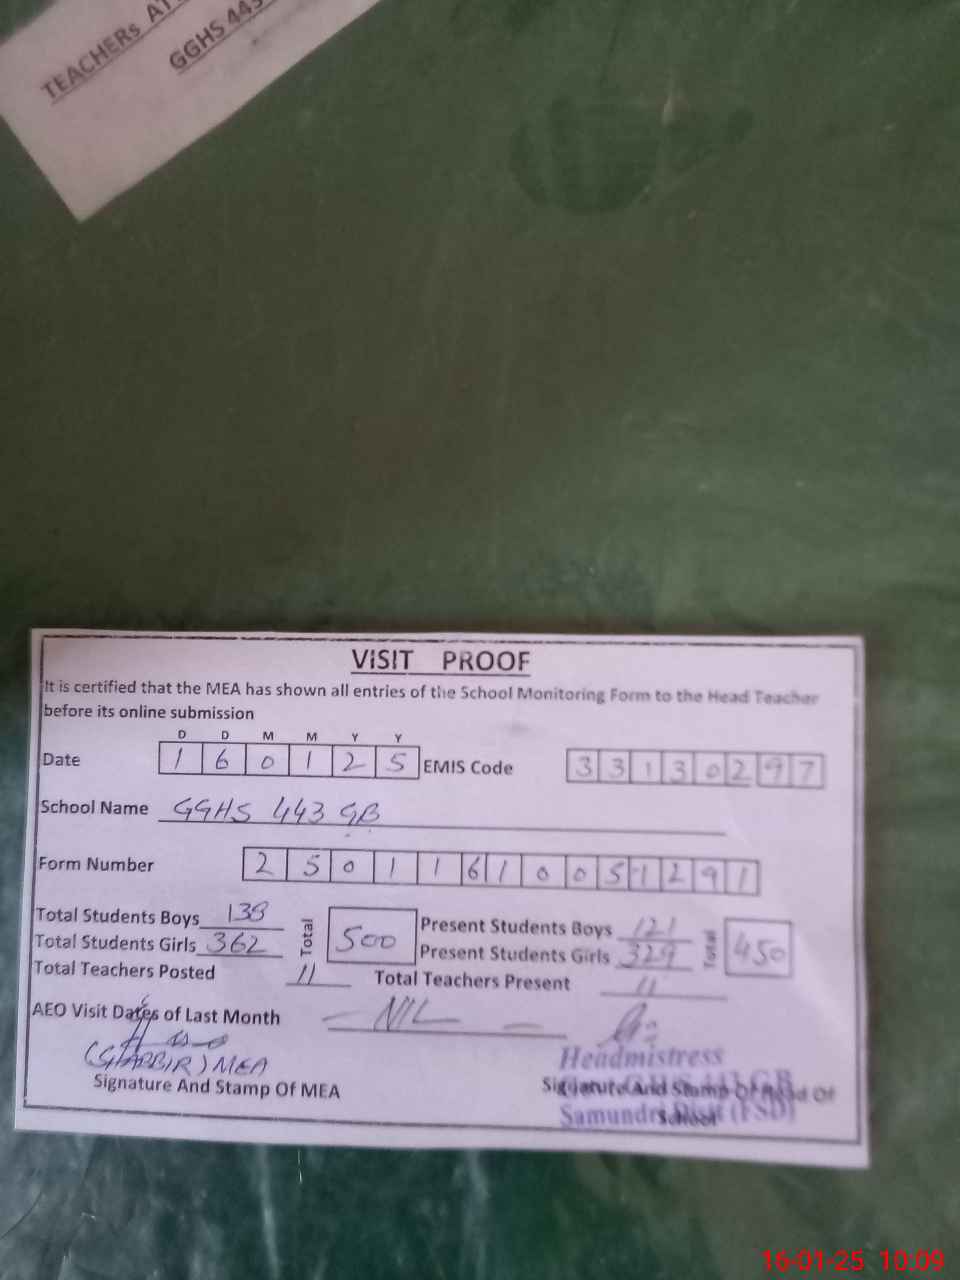 TEACHERs AT
GGHS 443
VISIT PROOF
It is certified that the MEA has shown all entries of the School Monitoring Form to the Head Teacher
before its online submission
D D M M Y Y
Date 1 6 0 1 2 5 EMIS Code 3 3 1 3 0 2 9 7
School Name GGHS 443 GB
Form Number 2 5 0 1 1 6 1 0 0 5 1 2 9 1
Total Students Boys 138 Total 500 Present Students Boys 121 Total 450
Total Students Girls 362 Present Students Girls 329
Total Teachers Posted 11 Total Teachers Present 11
AEO Visit Dates of Last Month NIL
(SHABBIR) MEA
Headmistress
Signature And Stamp Of MEA Signature And Stamp Of Head Of
School
Samundri Distt (FSD)
16-01-25 10:09